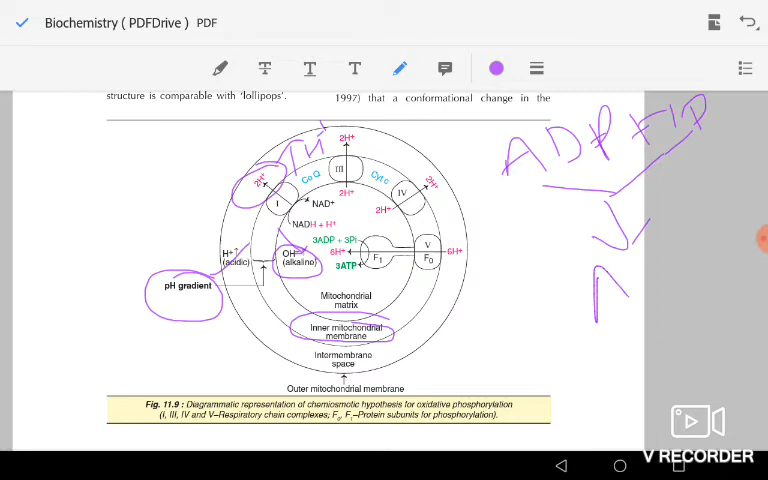 Biochemistry ( PDFDrive ) PDF
structure is comparable with 'lollipops'.
1997) that a conformational change in the
ADP + iP
↑H+
2H+
2H+
2H+
III
Co Q
Cyt c
I
IV
2H+
2H+
NAD+
NADH + H+
3ADP + 3Pi
H+↑
(acidic)
OH–
(alkaline)
6H+
3ATP
F1
V
F0
6H+
pH gradient
Mitochondrial
matrix
Inner mitochondrial
membrane
Intermembrane
space
Outer mitochondrial membrane
Fig. 11.9 : Diagrammatic representation of chemiosmotic hypothesis for oxidative phosphorylation
(I, III, IV and V–Respiratory chain complexes; F0, F1–Protein subunits for phosphorylation).
V RECORDER